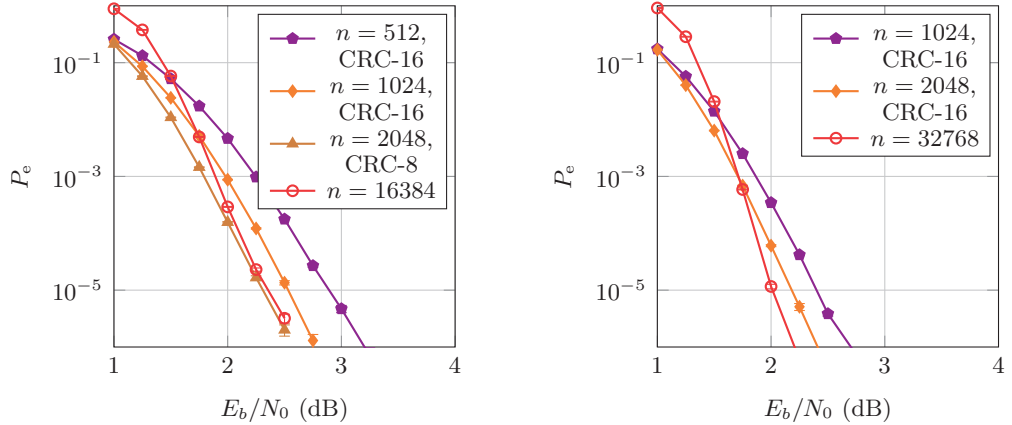 10⁻¹
10⁻³
10⁻⁵
P_e
1
2
3
4
E_b/N_0 (dB)
n = 512,
CRC-16
n = 1024,
CRC-16
n = 2048,
CRC-8
n = 16384
10⁻¹
10⁻³
10⁻⁵
P_e
1
2
3
4
E_b/N_0 (dB)
n = 1024,
CRC-16
n = 2048,
CRC-16
n = 32768